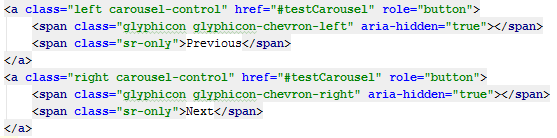 <a class="left carousel-control" href="#testCarousel" role="button">
<span class="glyphicon glyphicon-chevron-left" aria-hidden="true"></span>
<span class="sr-only">Previous</span>
</a>
<a class="right carousel-control" href="#testCarousel" role="button">
<span class="glyphicon glyphicon-chevron-right" aria-hidden="true"></span>
<span class="sr-only">Next</span>
</a>